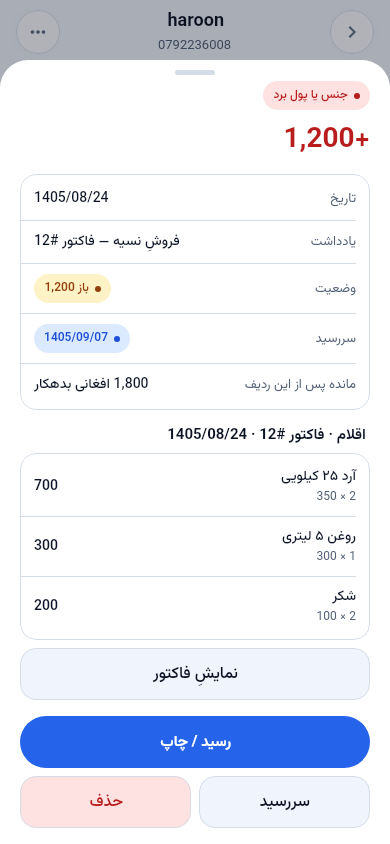 haroon
0792236008
جنس یا پول برد
+1,200
تاریخ 1405/08/24
یادداشت فروشِ نسیه — فاکتور #12
وضعیت باز 1,200
سررسید 1405/09/07
مانده پس از این ردیف 1,800 افغانی بدهکار
اقلام · فاکتور #12 · 1405/08/24
آرد ۲۵ کیلویی 700
2 × 350
روغن ۵ لیتری 300
1 × 300
شکر 200
2 × 100
نمایشِ فاکتور
رسید / چاپ
سررسید
حذف